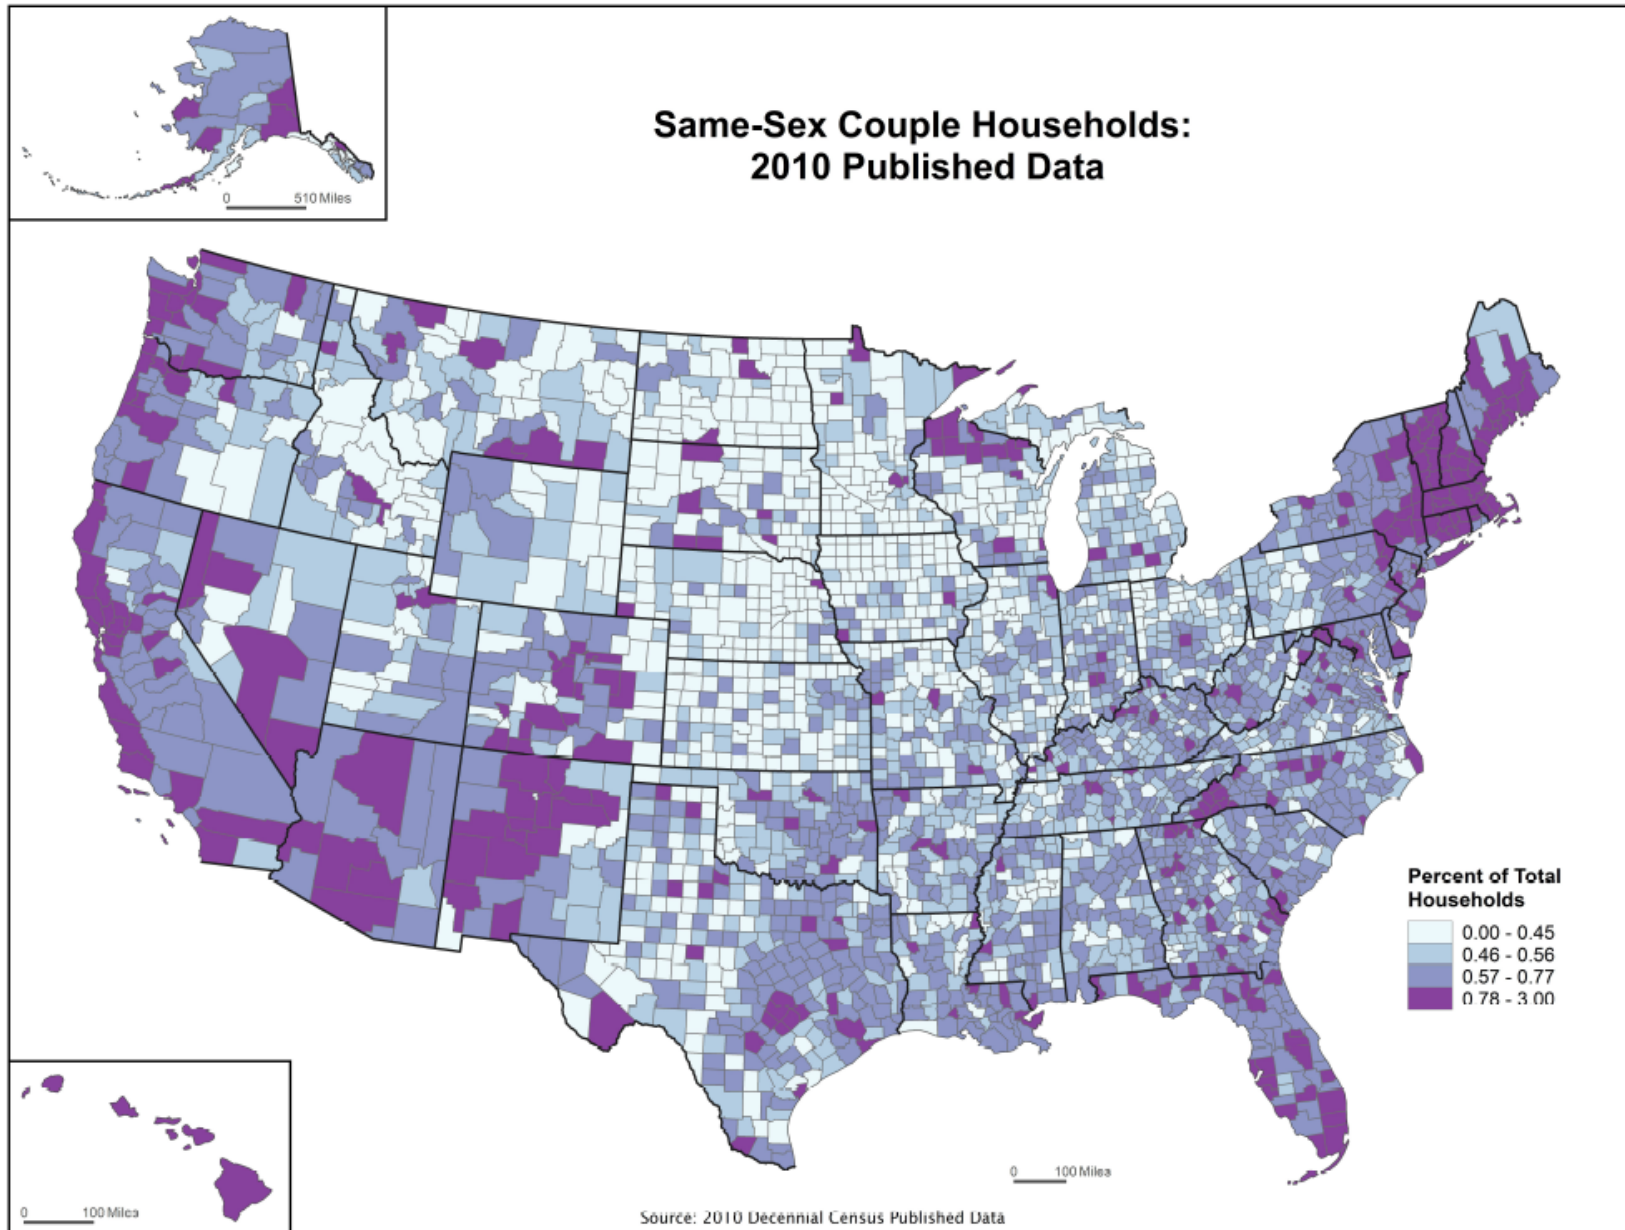 0 510 Miles
Same-Sex Couple Households:
2010 Published Data
Percent of Total
Households
0.00 - 0.45
0.46 - 0.56
0.57 - 0.77
0.78 - 3.00
0 100 Miles
0 100 Miles
Source: 2010 Decennial Census Published Data